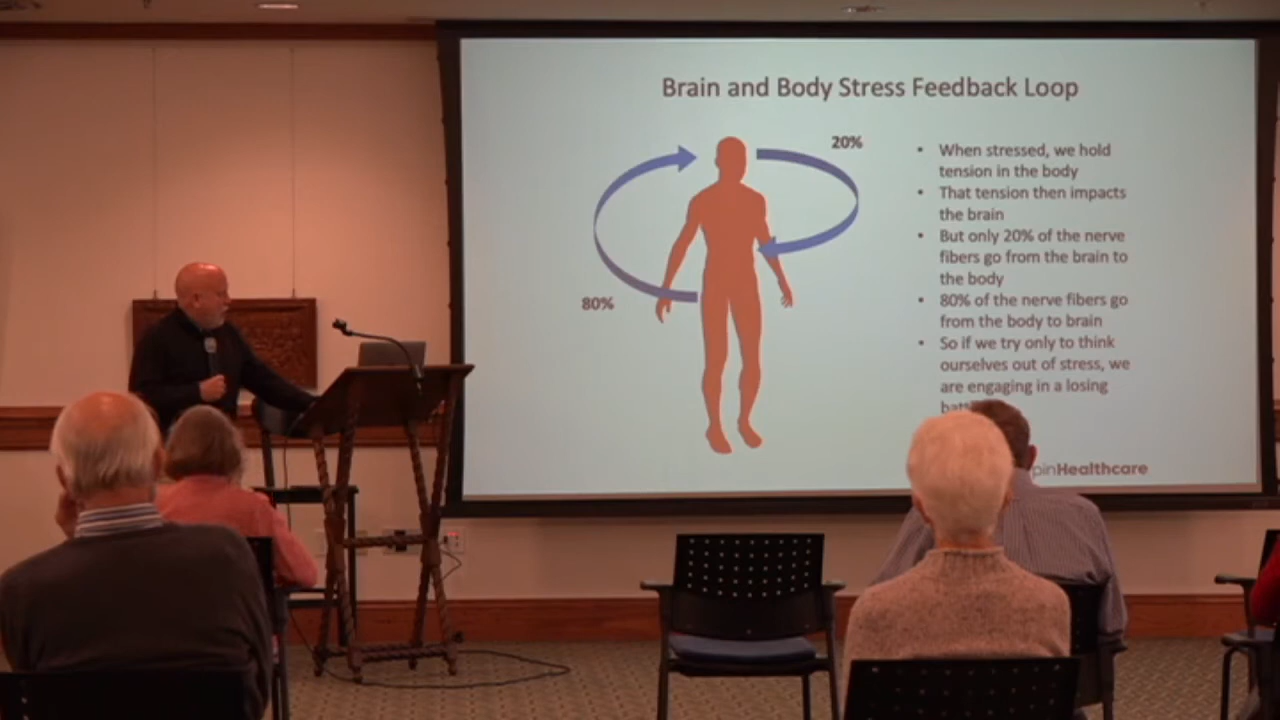 Brain and Body Stress Feedback Loop
20%
80%
• When stressed, we hold
tension in the body
• That tension then impacts
the brain
• But only 20% of the nerve
fibers go from the brain to
the body
• 80% of the nerve fibers go
from the body to brain
• So if we try only to think
ourselves out of stress, we
are engaging in a losing
pinHealthcare